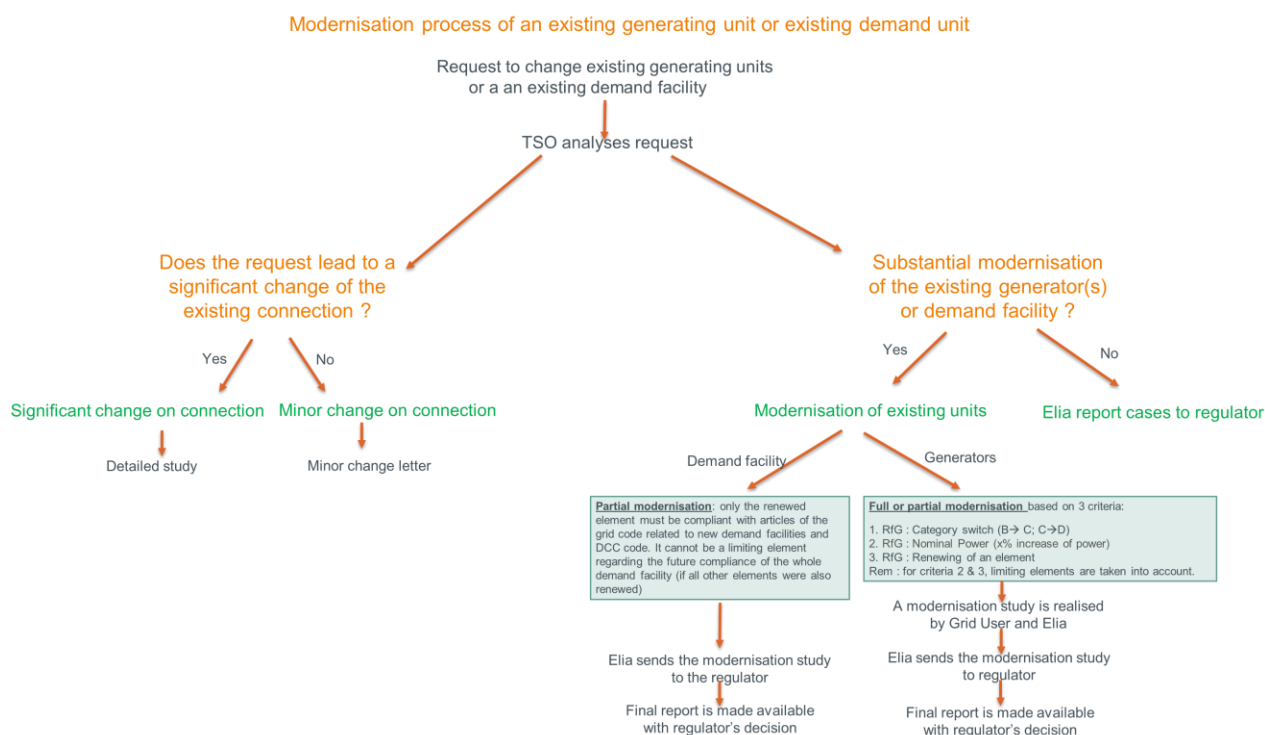 Modernisation process of an existing generating unit or existing demand unit
Request to change existing generating units
or a an existing demand facility
TSO analyses request
Does the request lead to a
significant change of the
existing connection ?
Substantial modernisation
of the existing generator(s)
or demand facility ?
Yes
No
Yes
No
Significant change on connection
Minor change on connection
Modernisation of existing units
Elia report cases to regulator
Detailed study
Minor change letter
Demand facility
Generators
Partial modernisation: only the renewed
element must be compliant with articles of the
grid code related to new demand facilities and
DCC code. It cannot be a limiting element
regarding the future compliance of the whole
demand facility (if all other elements were also
renewed)
Full or partial modernisation based on 3 criteria:
1. RfG : Category switch (B→ C; C→D)
2. RfG : Nominal Power (x% increase of power)
3. RfG : Renewing of an element
Rem : for criteria 2 & 3, limiting elements are taken into account.
A modernisation study is realised
by Grid User and Elia
Elia sends the modernisation study
to the regulator
Elia sends the modernisation study
to regulator
Final report is made available
with regulator's decision
Final report is made available
with regulator's decision